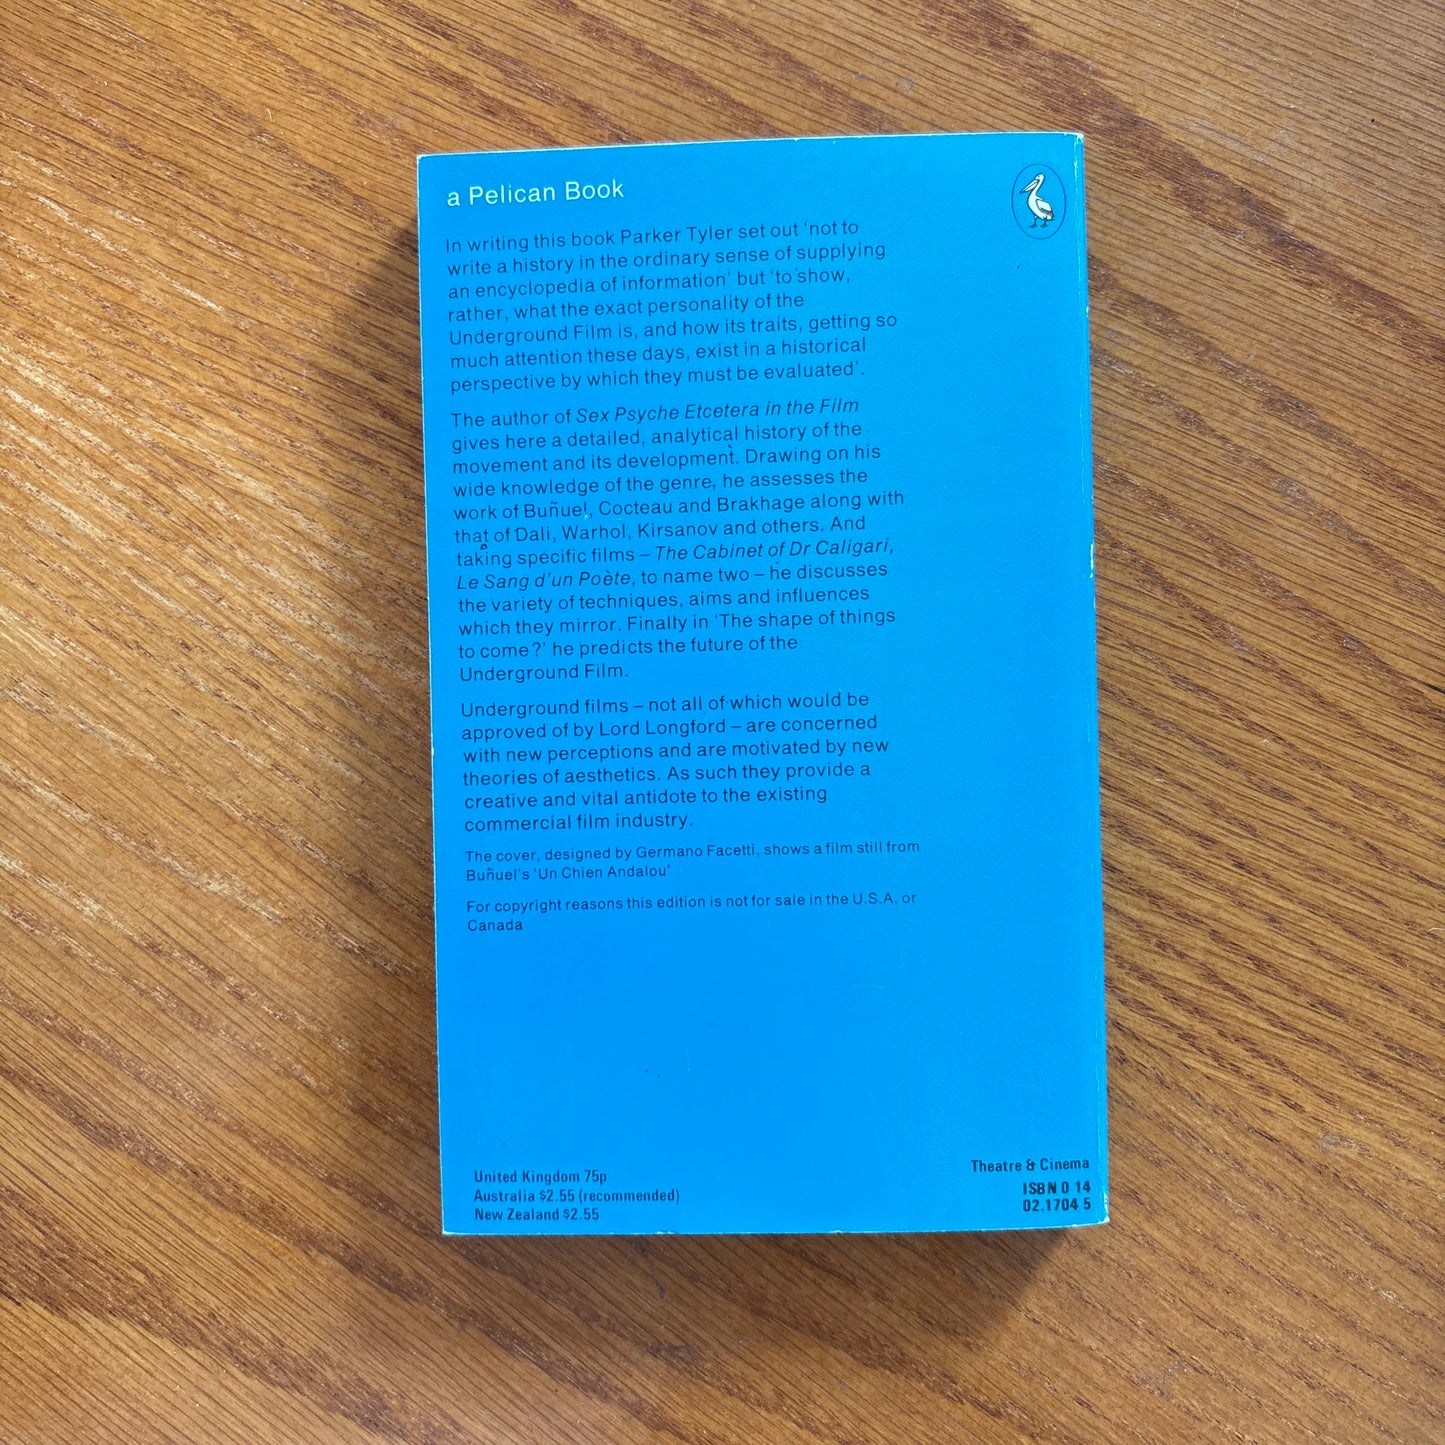 a Pelican Book
In writing this book Parker Tyler set out ‘not to
write a history in the ordinary sense of supplying
an encyclopedia of information’ but ‘to show,
rather, what the exact personality of the
Underground Film is, and how its traits, getting so
much attention these days, exist in a historical
perspective by which they must be evaluated’.
The author of Sex Psyche Etcetera in the Film
gives here a detailed, analytical history of the
movement and its development. Drawing on his
wide knowledge of the genre, he assesses the
work of Buñuel, Cocteau and Brakhage along with
that of Dali, Warhol, Kirsanov and others. And
taking specific films – The Cabinet of Dr Caligari,
Le Sang d’un Poète, to name two – he discusses
the variety of techniques, aims and influences
which they mirror. Finally in ‘The shape of things
to come?’ he predicts the future of the
Underground Film.
Underground films – not all of which would be
approved of by Lord Longford – are concerned
with new perceptions and are motivated by new
theories of aesthetics. As such they provide a
creative and vital antidote to the existing
commercial film industry.
The cover, designed by Germano Facetti, shows a film still from
Buñuel’s ‘Un Chien Andalou’
For copyright reasons this edition is not for sale in the U.S.A. or
Canada
United Kingdom 75p
Australia $2.55 (recommended)
New Zealand $2.55
Theatre & Cinema
ISBN 0 14
02.1704 5